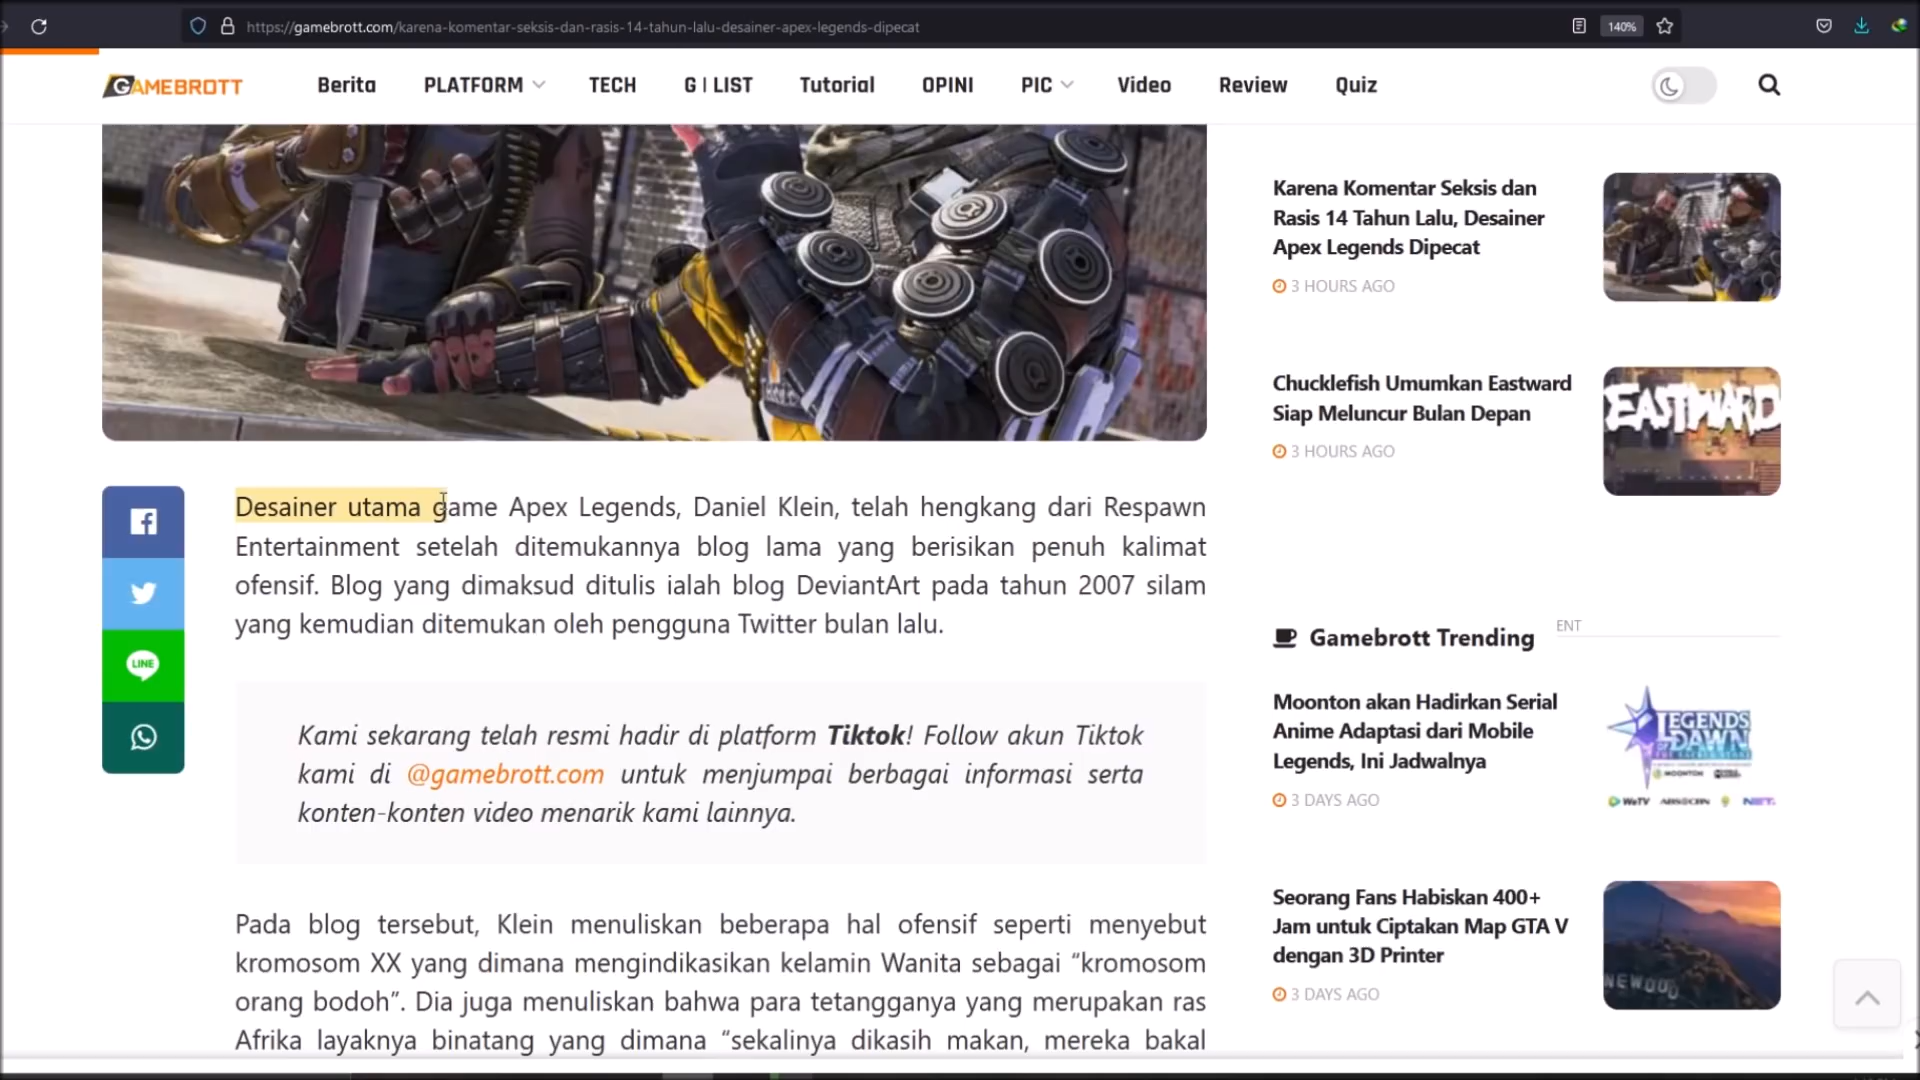 https://gamebrott.com/karena-komentar-seksis-dan-rasis-14-tahun-lalu-desainer-apex-legends-dipecat
140%
GAMEBROTT
Berita
PLATFORM
TECH
G | LIST
Tutorial
OPINI
PIC
Video
Review
Quiz
Desainer utama game Apex Legends, Daniel Klein, telah hengkang dari Respawn
Entertainment setelah ditemukannya blog lama yang berisikan penuh kalimat
ofensif. Blog yang dimaksud ditulis ialah blog DeviantArt pada tahun 2007 silam
yang kemudian ditemukan oleh pengguna Twitter bulan lalu.
LINE
Kami sekarang telah resmi hadir di platform Tiktok! Follow akun Tiktok
kami di @gamebrott.com untuk menjumpai berbagai informasi serta
konten-konten video menarik kami lainnya.
Pada blog tersebut, Klein menuliskan beberapa hal ofensif seperti menyebut
kromosom XX yang dimana mengindikasikan kelamin Wanita sebagai “kromosom
orang bodoh”. Dia juga menuliskan bahwa para tetangganya yang merupakan ras
Afrika layaknya binatang yang dimana “sekalinya dikasih makan, mereka bakal
Karena Komentar Seksis dan
Rasis 14 Tahun Lalu, Desainer
Apex Legends Dipecat
3 HOURS AGO
Chucklefish Umumkan Eastward
Siap Meluncur Bulan Depan
3 HOURS AGO
EASTWARD
Gamebrott Trending
ENT
Moonton akan Hadirkan Serial
Anime Adaptasi dari Mobile
Legends, Ini Jadwalnya
3 DAYS AGO
LEGENDS
OF DAWN
MOONTON
WeTV ABS-CBN NET.
Seorang Fans Habiskan 400+
Jam untuk Ciptakan Map GTA V
dengan 3D Printer
3 DAYS AGO
NEWOOD